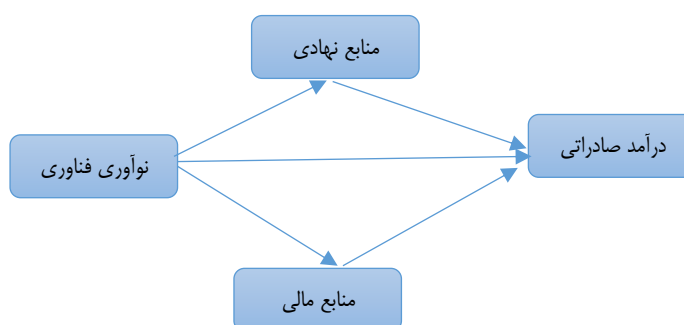 منابع نهادی
درآمد صادراتی
نوآوری فناوری
منابع مالی